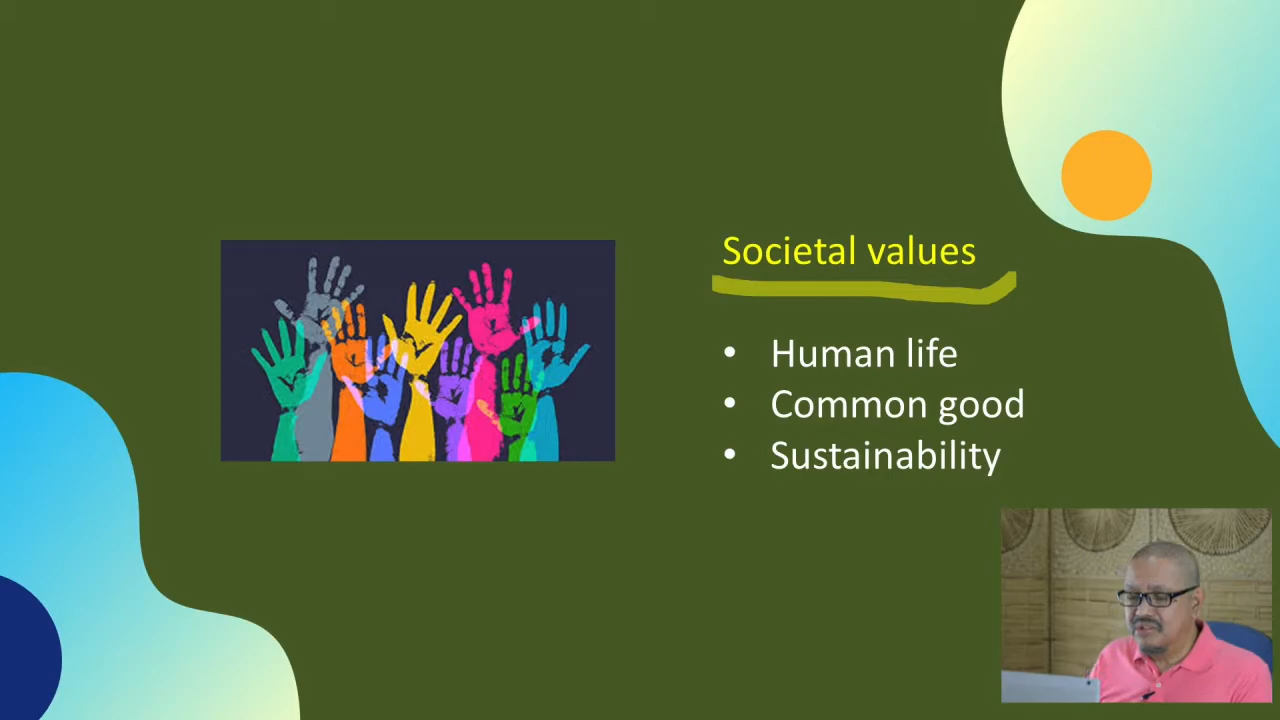 Societal values
• Human life
• Common good
• Sustainability